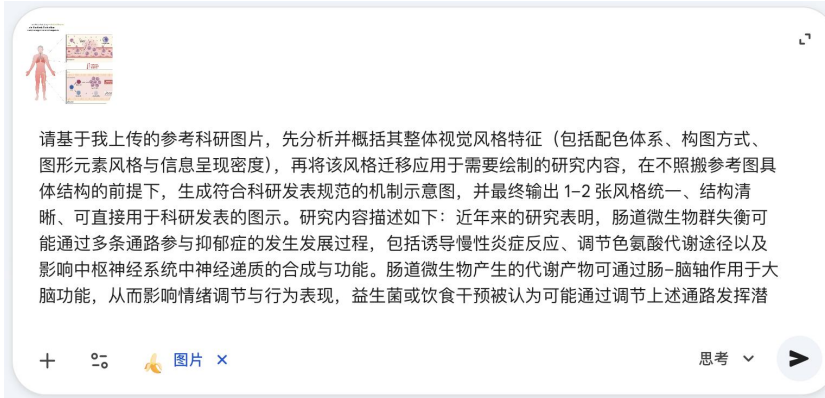 请基于我上传的参考科研图片，先分析并概括其整体视觉风格特征（包括配色体系、构图方式、
图形元素风格与信息呈现密度），再将该风格迁移应用于需要绘制的研究内容，在不照搬参考图具
体结构的前提下，生成符合科研发表规范的机制示意图，并最终输出 1–2 张风格统一、结构清
晰、可直接用于科研发表的图示。研究内容描述如下：近年来的研究表明，肠道微生物群失衡可
能通过多条通路参与抑郁症的发生发展过程，包括诱导慢性炎症反应、调节色氨酸代谢途径以及
影响中枢神经系统中神经递质的合成与功能。肠道微生物产生的代谢产物可通过肠–脑轴作用于大
脑功能，从而影响情绪调节与行为表现，益生菌或饮食干预被认为可能通过调节上述通路发挥潜
图片
思考